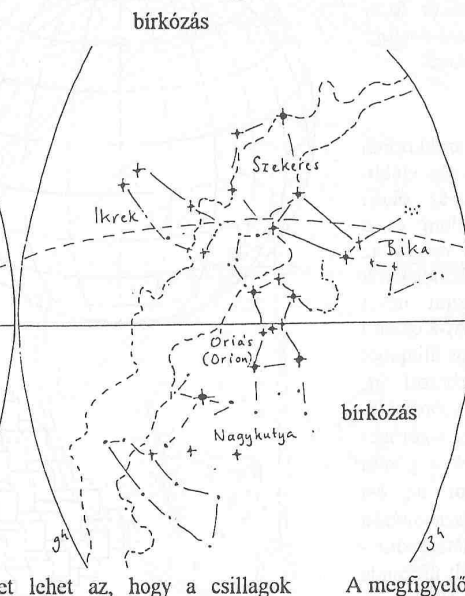 bírkózás
Szekeres
Ikrek
Bika
Óriás
(Orion)
bírkózás
Nagykutya
9h
3h
et lehet az, hogy a csillagok
A megfigyelő